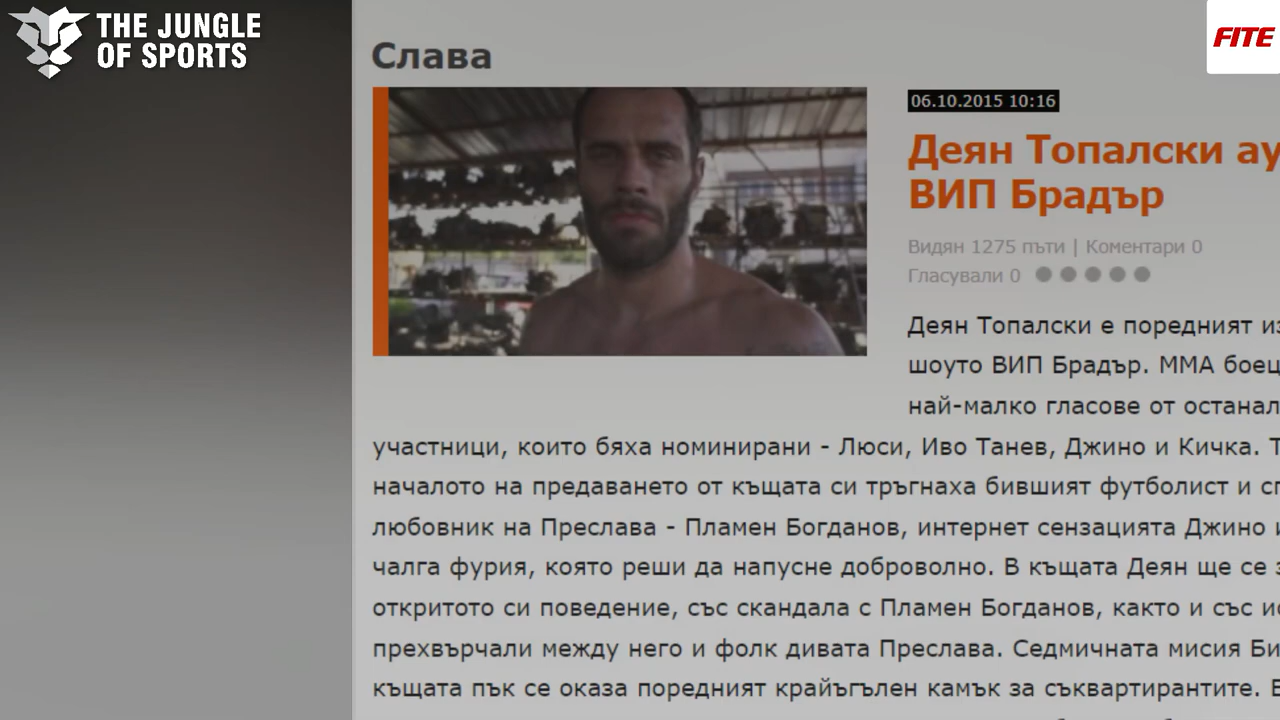 THE JUNGLE
OF SPORTS
FITE
Слава
06.10.2015 10:16
Деян Топалски ау
ВИП Брадър
Видян 1275 пъти | Коментари 0
Гласували 0
Деян Топалски е поредният из
шоуто ВИП Брадър. ММА боец
най-малко гласове от останал
участници, които бяха номинирани - Люси, Иво Танев, Джино и Кичка. Т
началото на предаването от къщата си тръгнаха бившият футболист и сп
любовник на Преслава - Пламен Богданов, интернет сензацията Джино и
чалга фурия, която реши да напусне доброволно. В къщата Деян ще се з
откритото си поведение, със скандала с Пламен Богданов, както и със ис
прехвърчали между него и фолк дивата Преслава. Седмичната мисия Би
къщата пък се оказа поредният крайъгълен камък за съквартирантите. В